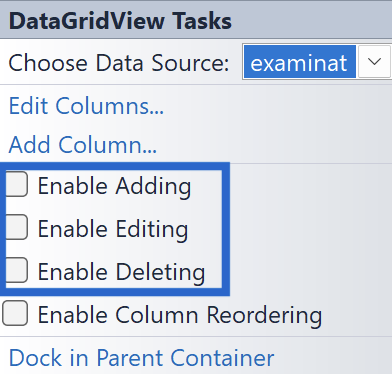 DataGridView Tasks
Choose Data Source: examinat
Edit Columns...
Add Column...
Enable Adding
Enable Editing
Enable Deleting
Enable Column Reordering
Dock in Parent Container